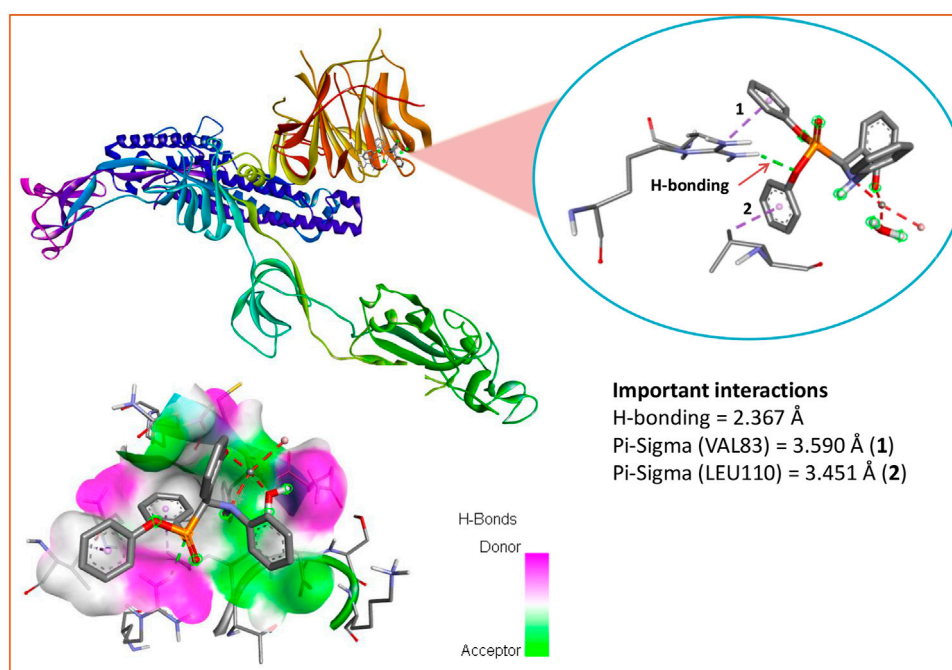 1
H-bonding
2
Important interactions
H-bonding = 2.367 Å
Pi-Sigma (VAL83) = 3.590 Å (1)
Pi-Sigma (LEU110) = 3.451 Å (2)
H-Bonds
Donor
Acceptor